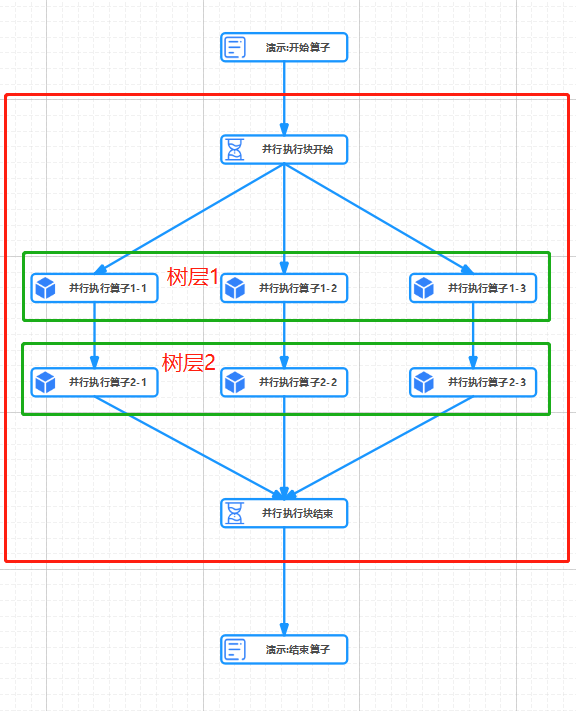 演示:开始算子
并行执行块开始
树层1
并行执行算子1-1
并行执行算子1-2
并行执行算子1-3
树层2
并行执行算子2-1
并行执行算子2-2
并行执行算子2-3
并行执行块结束
演示:结束算子